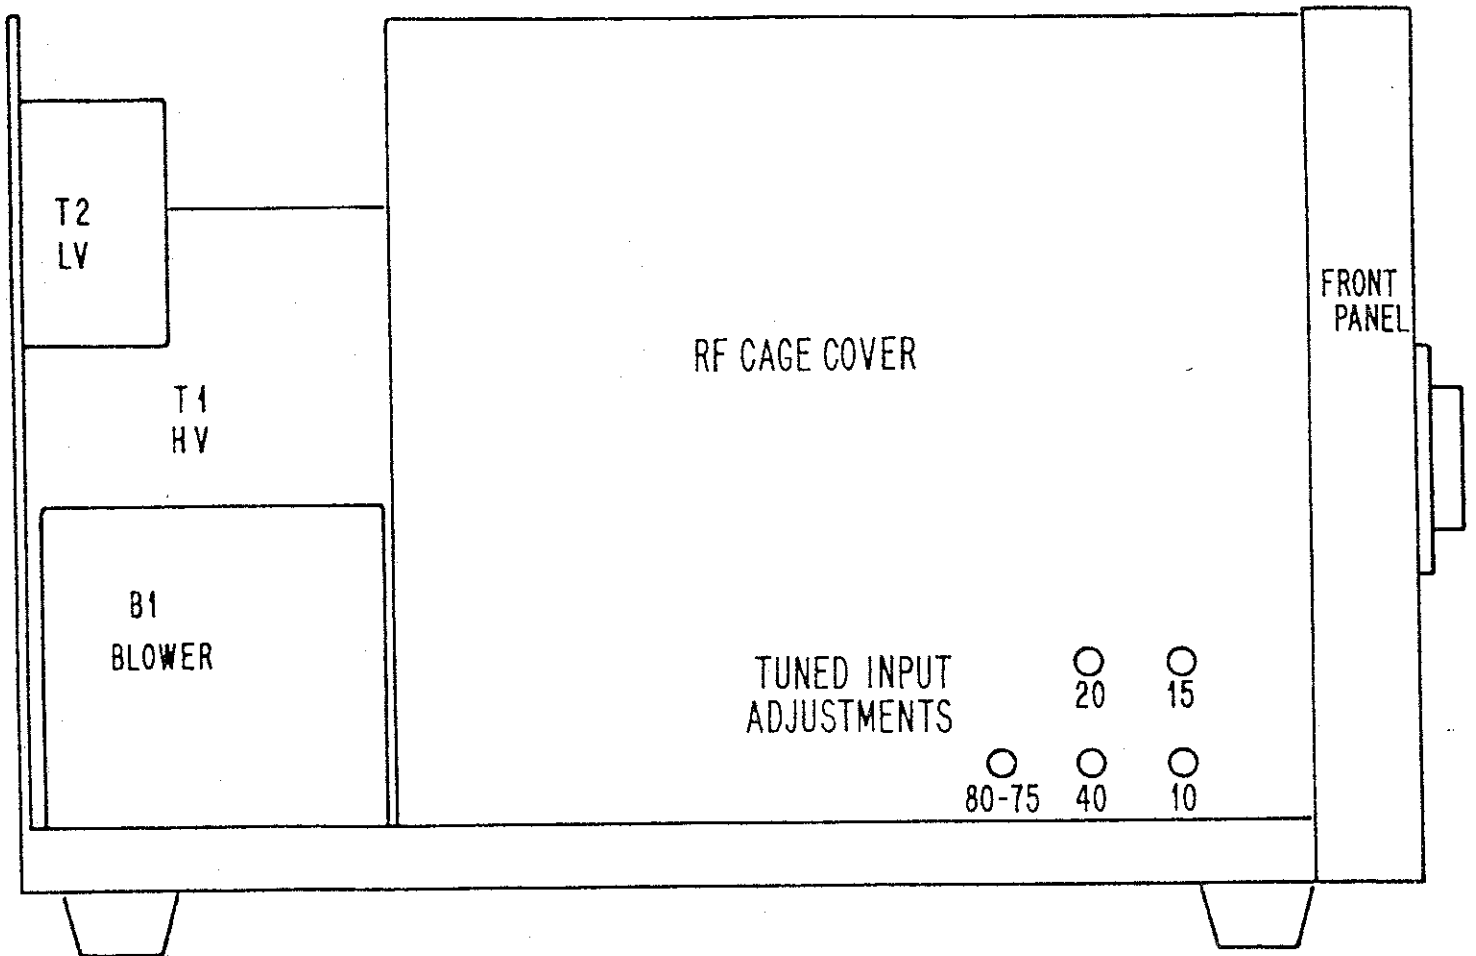 T2
LV
T1
HV
B1
BLOWER
RF CAGE COVER
FRONT
PANEL
TUNED INPUT
ADJUSTMENTS
20 15
80-75 40 10